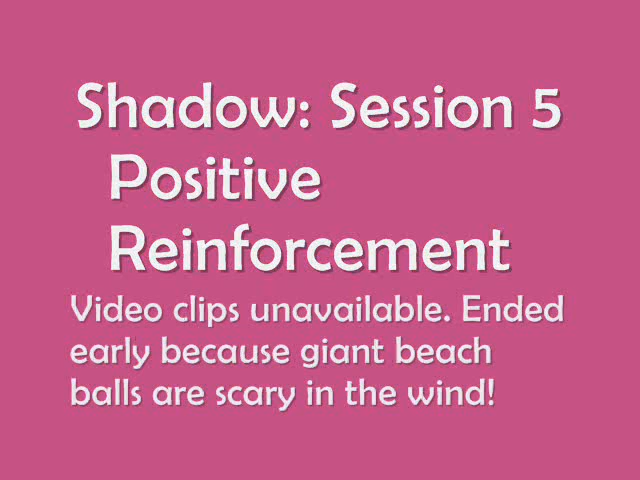 Shadow: Session 5
Positive
Reinforcement
Video clips unavailable. Ended
early because giant beach
balls are scary in the wind!